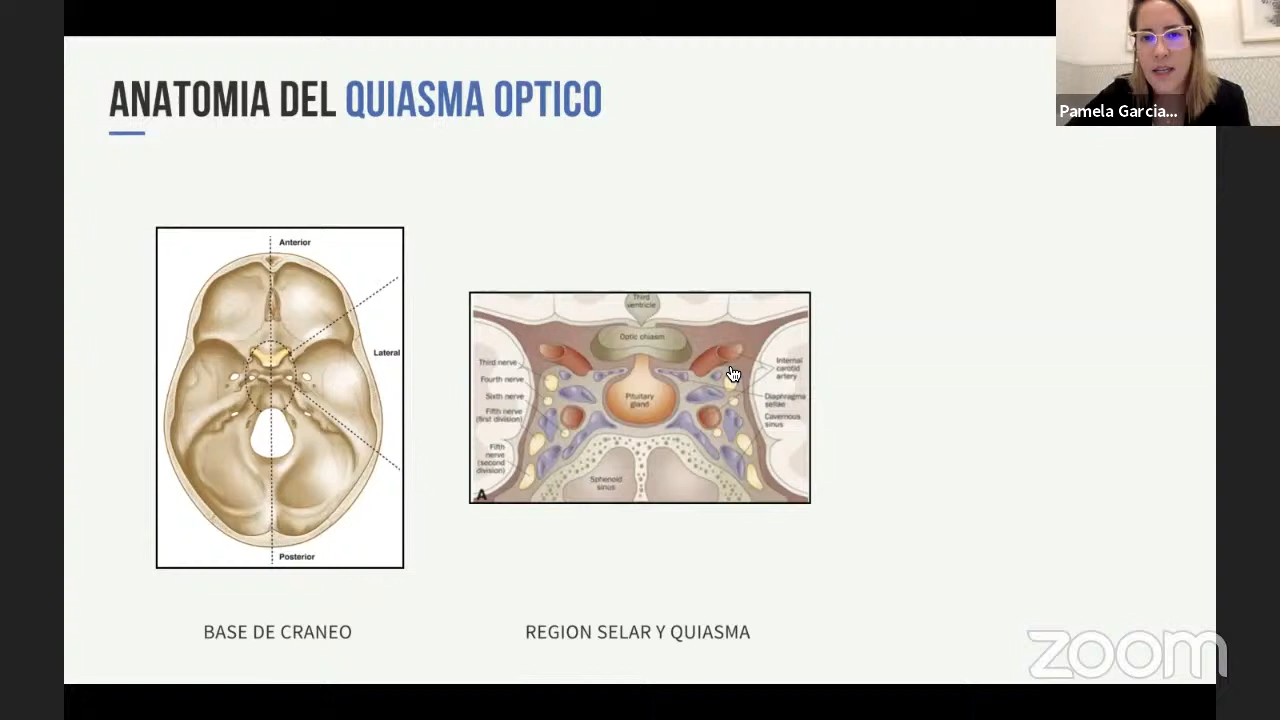 ANATOMIA DEL QUIASMA OPTICO
Pamela Garcia...
Anterior
Lateral
Posterior
Third
ventricle
Optic chiasm
Third nerve
Fourth nerve
Sixth nerve
Fifth nerve
(first division)
Fifth
nerve
(second
division)
Pituitary
gland
Sphenoid
sinus
Internal
carotid
artery
Diaphragma
sellae
Cavernous
sinus
A
BASE DE CRANEO
REGION SELAR Y QUIASMA
zoom